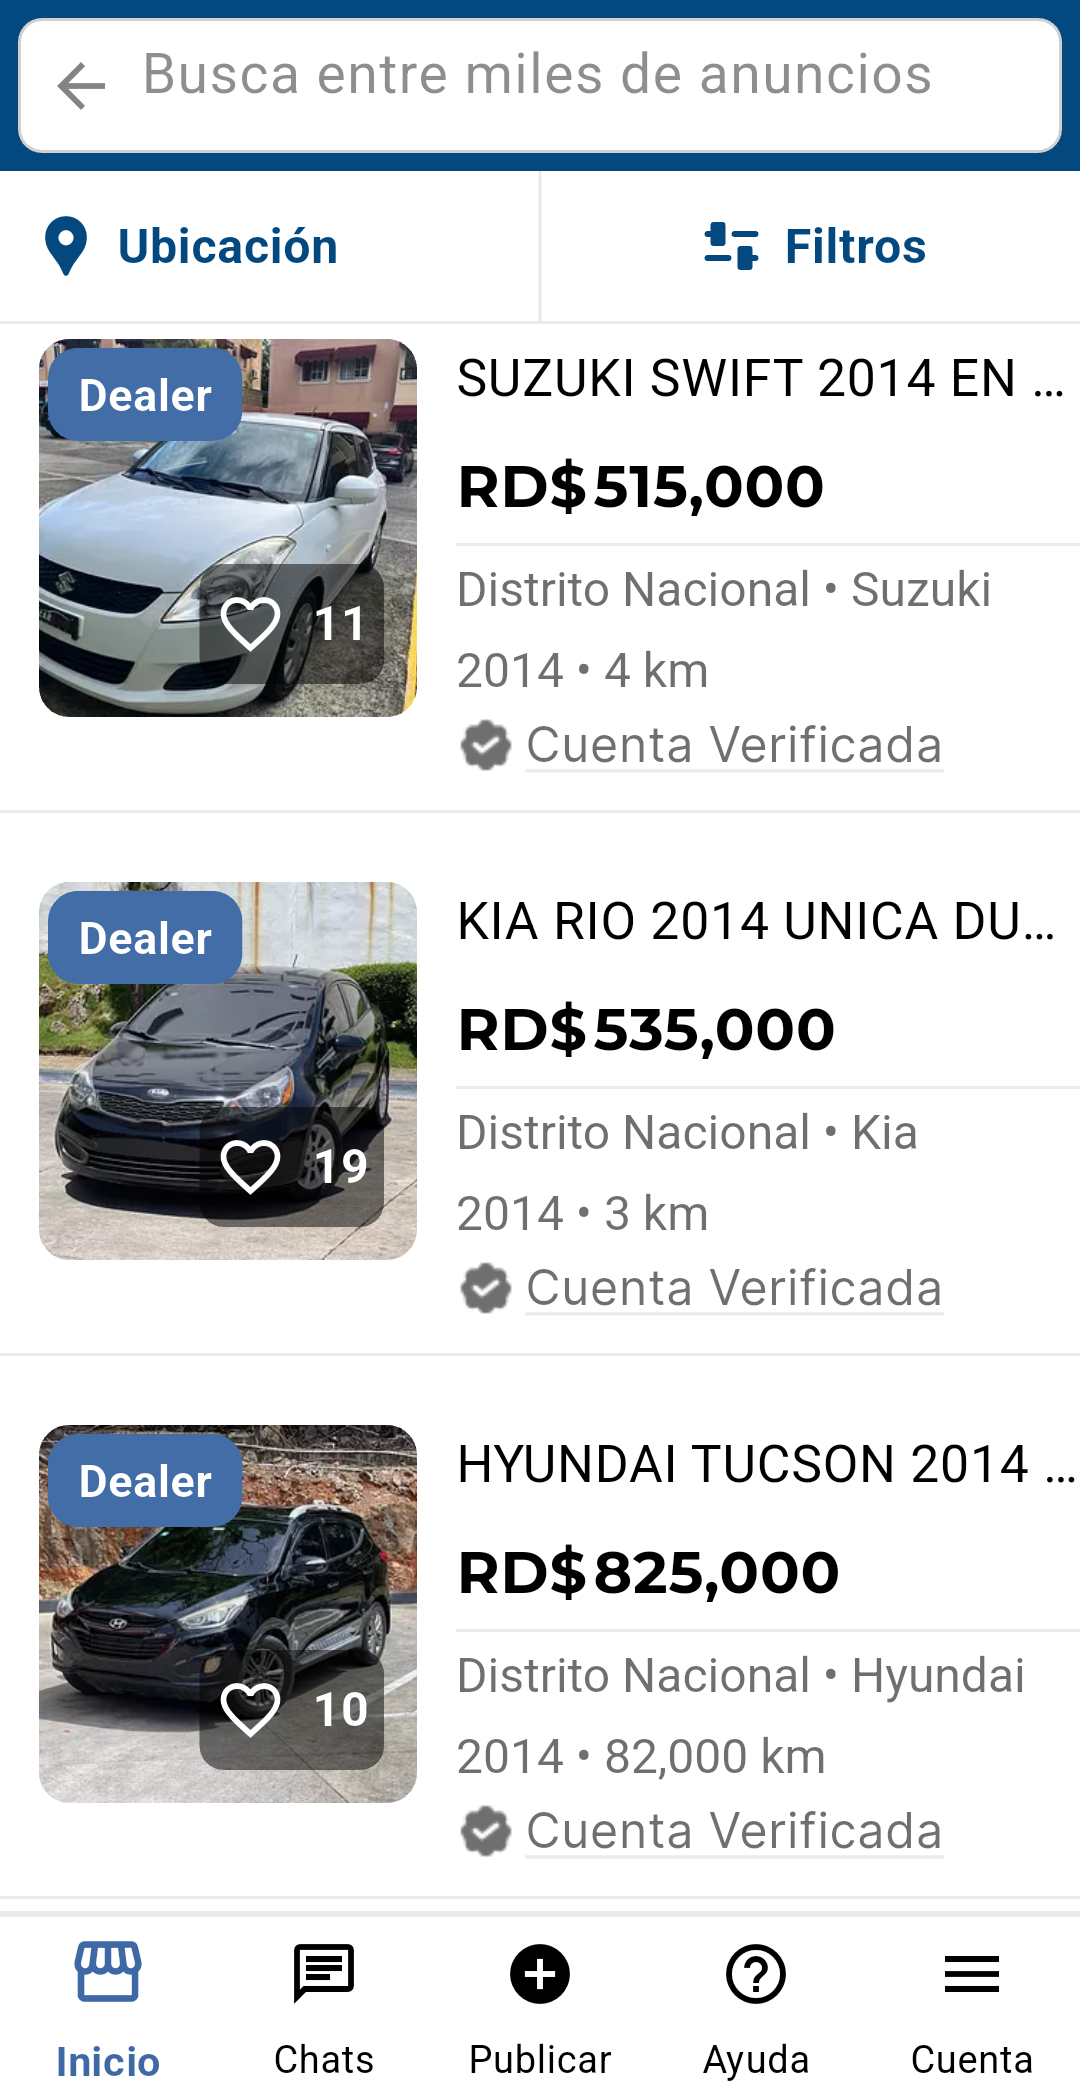 Busca entre miles de anuncios
Ubicación
Filtros
Dealer
11
SUZUKI SWIFT 2014 EN ...
RD$515,000
Distrito Nacional • Suzuki
2014 • 4 km
Cuenta Verificada
Dealer
KIA
19
KIA RIO 2014 UNICA DU...
RD$535,000
Distrito Nacional • Kia
2014 • 3 km
Cuenta Verificada
Dealer
10
HYUNDAI TUCSON 2014 ...
RD$825,000
Distrito Nacional • Hyundai
2014 • 82,000 km
Cuenta Verificada
Inicio
Chats
Publicar
Ayuda
Cuenta